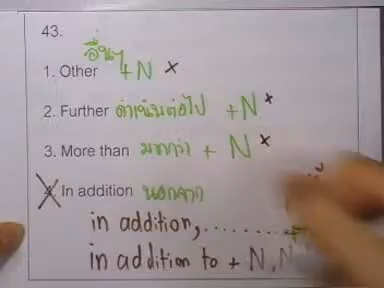 43.
อื่นๆ
1. Other +N ×
2. Further ดำเนินต่อไป +N ×
3. More than มากกว่า + N ×
4. In addition นอกจาก
in addition, ........
in addition to + N, N